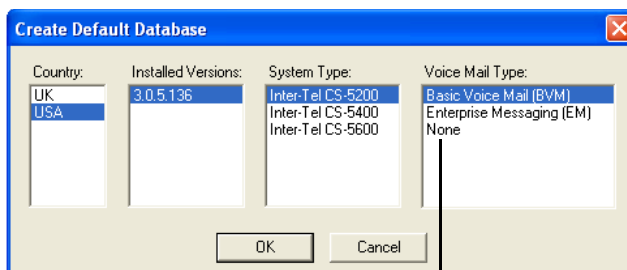 Create Default Database
Country:
UK
USA
Installed Versions:
3.0.5.136
System Type:
Inter-Tel CS-5200
Inter-Tel CS-5400
Inter-Tel CS-5600
Voice Mail Type:
Basic Voice Mail (BVM)
Enterprise Messaging (EM)
None
OK
Cancel